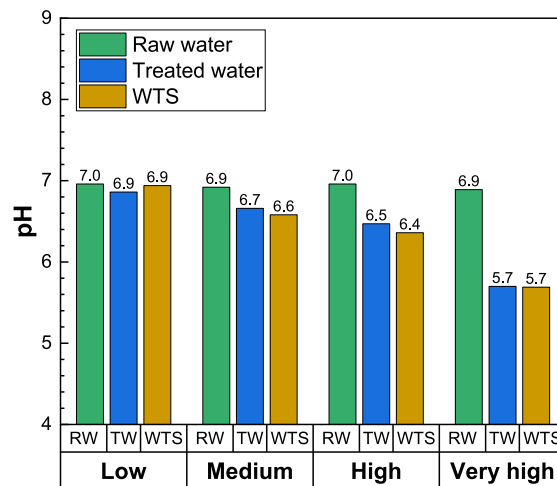 9
8
7
6
5
4
pH
Raw water
Treated water
WTS
7.0 6.9 6.9 6.9 6.7 6.6 7.0 6.5 6.4 6.9 5.7 5.7
RW TW WTS RW TW WTS RW TW WTS RW TW WTS
Low Medium High Very high